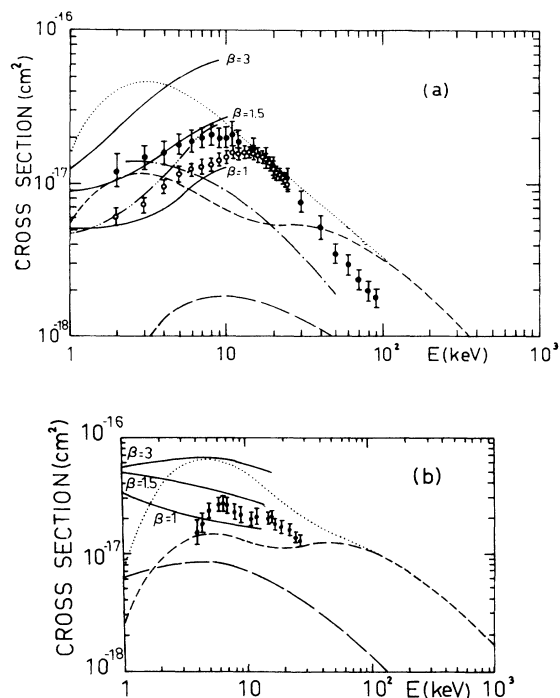 10⁻¹⁶
CROSS SECTION (cm²)
β=3
(a)
β=1.5
10⁻¹⁷
β=1
10⁻¹⁸
1
10
10²
E(keV)
10³
10⁻¹⁶
CROSS SECTION (cm²)
β=3
(b)
β=1.5
β=1
10⁻¹⁷
10⁻¹⁸
1
10
10²
E(keV)
10³